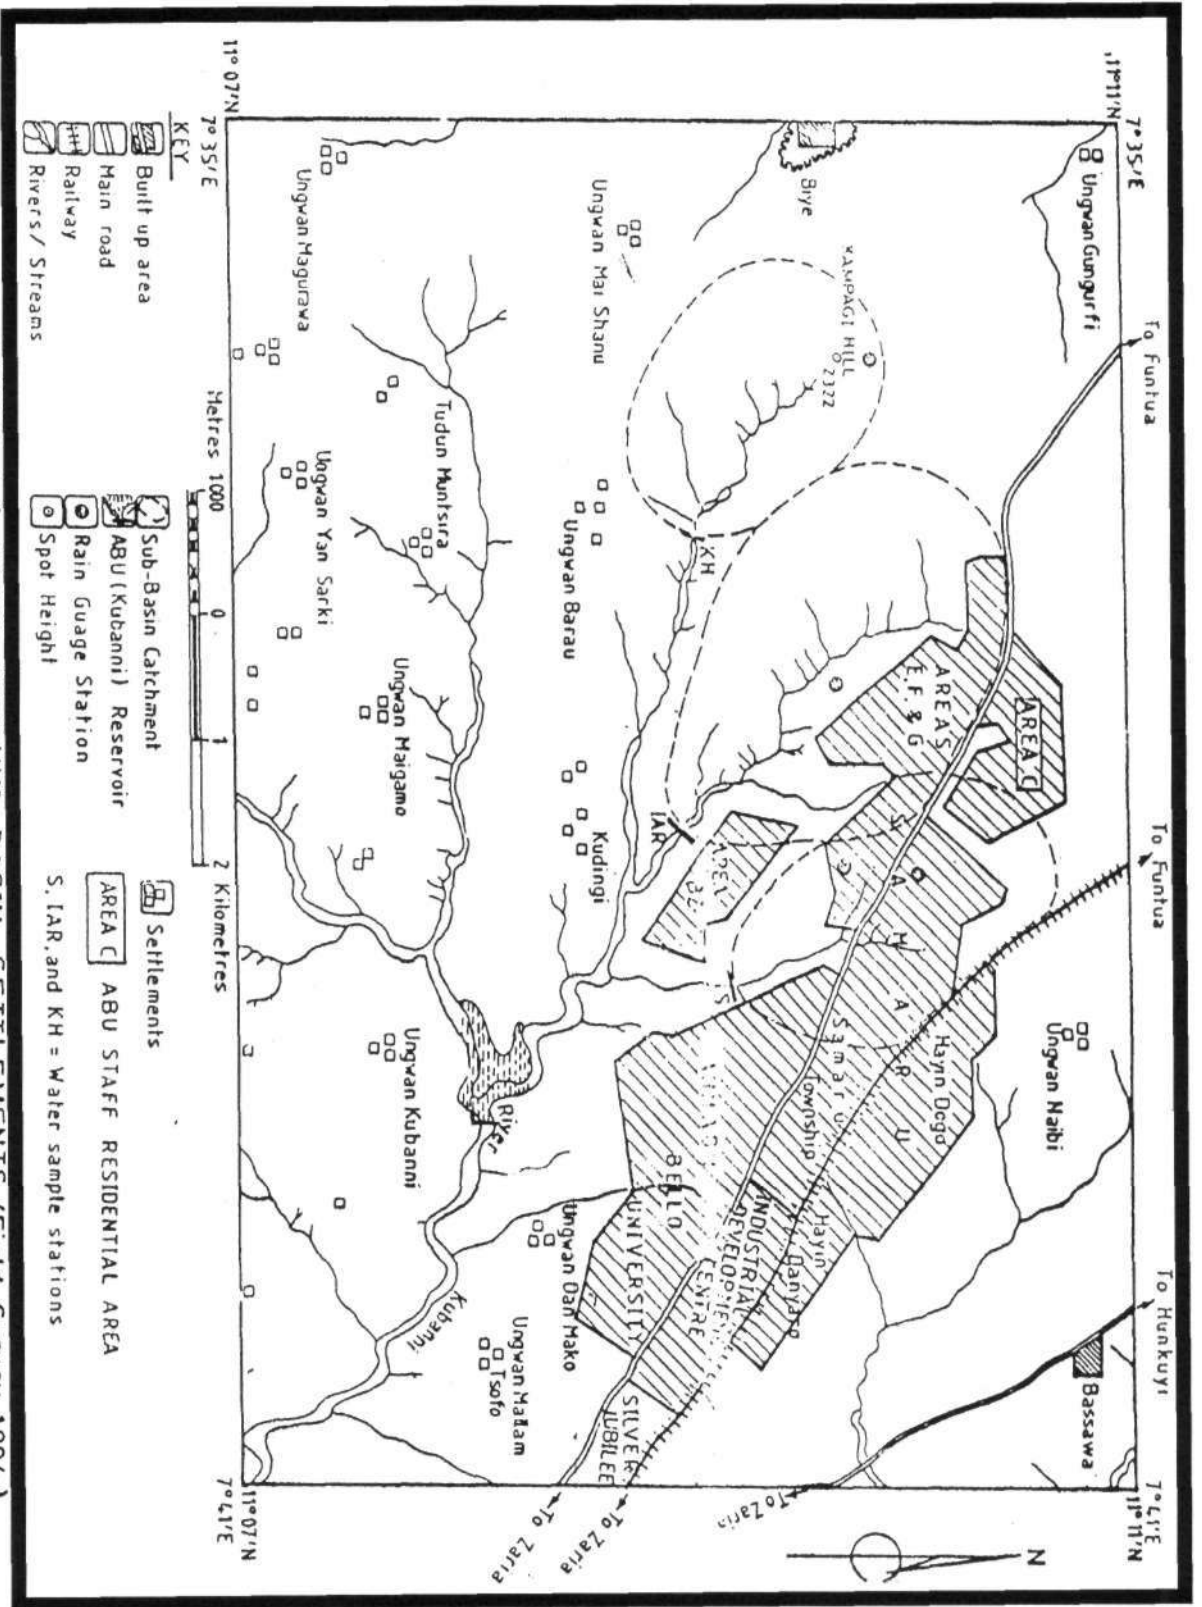 To Funtua
To Funtua
To Hunkuyi
7°35'E
7°41'E
11°11'N
11°11'N
Ungwan Gungurfi
Ungwan Naibi
Bassawa
AREA C
AREAS
E F & G
S A M A R U
Hayin Dogo
Samaru
Township
Hayin
Danyaro
INDUSTRIAL
CENTRE
Biye
KAMPAGI HILL
2322
KH
IAR
S
BELLO
UNIVERSITY
SILVER
JUBILEE
To Zaria
To Zaria
To Zaria
N
Ungwan Mai Shanu
Ungwan Barau
Kudingi
River
Kubanni
Ungwan Dan Mako
Ungwan Mallam
Tsofo
Tudun Muntsira
Ungwan Maigamo
Ungwan Kubanni
Ungwan Magurawa
Ungwan Yan Sarki
11°07'N
11°07'N
7°35'E
7°41'E
Metres 1000 0 1 2 Kilometres
KEY
Built up area
Main road
Railway
Rivers / Streams
Sub-Basin Catchment
ABU (Kubanni) Reservoir
Rain Guage Station
Spot Height
Settlements
AREA C ABU STAFF RESIDENTIAL AREA
S, IAR, and KH = Water sample stations